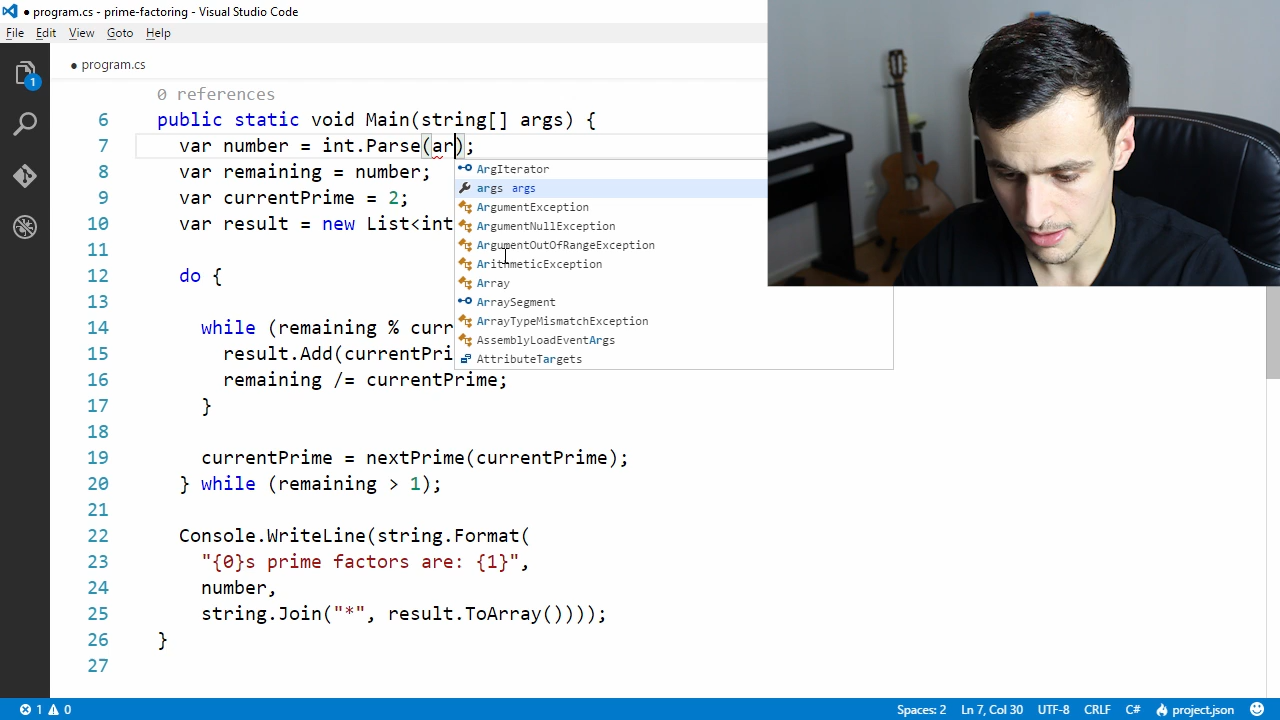 ● program.cs - prime-factoring - Visual Studio Code
File Edit View Goto Help
1
● program.cs
0 references
6 public static void Main(string[] args) {
7 var number = int.Parse(ar);
8 var remaining = number;
9 var currentPrime = 2;
10 var result = new List<int
11
12 do {
13
14 while (remaining % curr
15 result.Add(currentPri
16 remaining /= currentPrime;
17 }
18
19 currentPrime = nextPrime(currentPrime);
20 } while (remaining > 1);
21
22 Console.WriteLine(string.Format(
23 "{0}s prime factors are: {1}",
24 number,
25 string.Join("*", result.ToArray())));
26 }
27
ArgIterator
args args
ArgumentException
ArgumentNullException
ArgumentOutOfRangeException
ArithmeticException
Array
ArraySegment
ArrayTypeMismatchException
AssemblyLoadEventArgs
AttributeTargets
1 0 Spaces: 2 Ln 7, Col 30 UTF-8 CRLF C# project.json